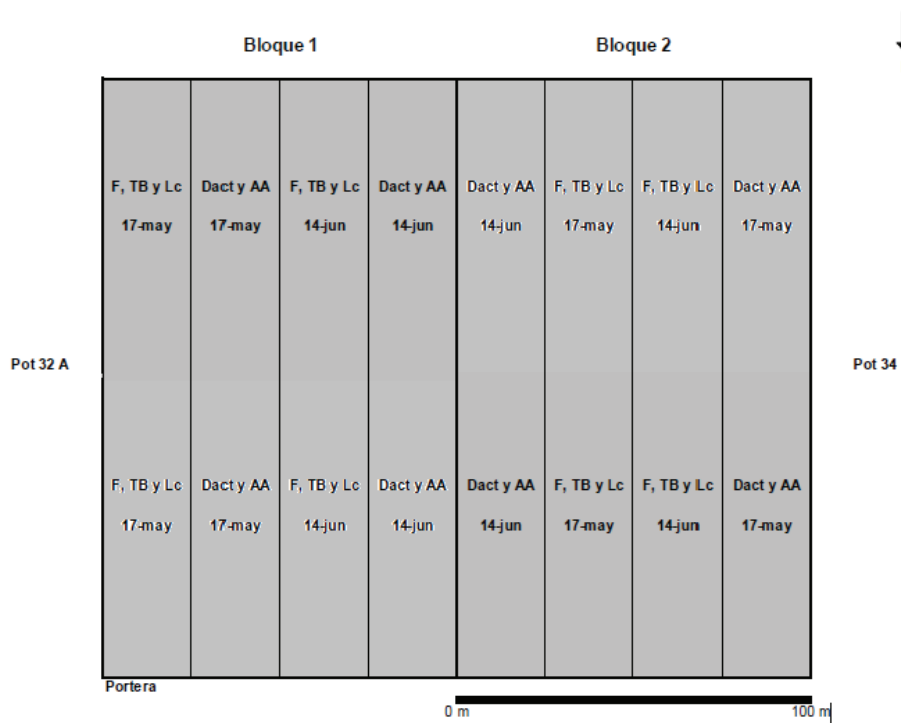 Bloque 1 Bloque 2
F, TB y Lc Dact y AA F, TB y Lc Dact y AA Dact y AA F, TB y Lc F, TB y Lc Dact y AA
17-may 17-may 14-jun 14-jun 14-jun 17-may 14-jun 17-may
Pot 32 A Pot 34
F, TB y Lc Dact y AA F, TB y Lc Dact y AA Dact y AA F, TB y Lc F, TB y Lc Dact y AA
17-may 17-may 14-jun 14-jun 14-jun 17-may 14-jun 17-may
Portera
0 m 100 m